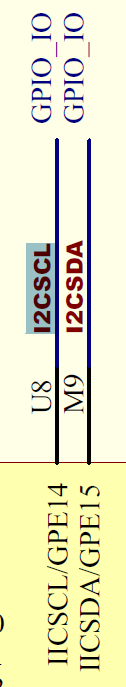 GPIO_IO
GPIO_IO
I2CSCL
I2CSDA
U8
M9
IICSCL/GPE14
IICSDA/GPE15